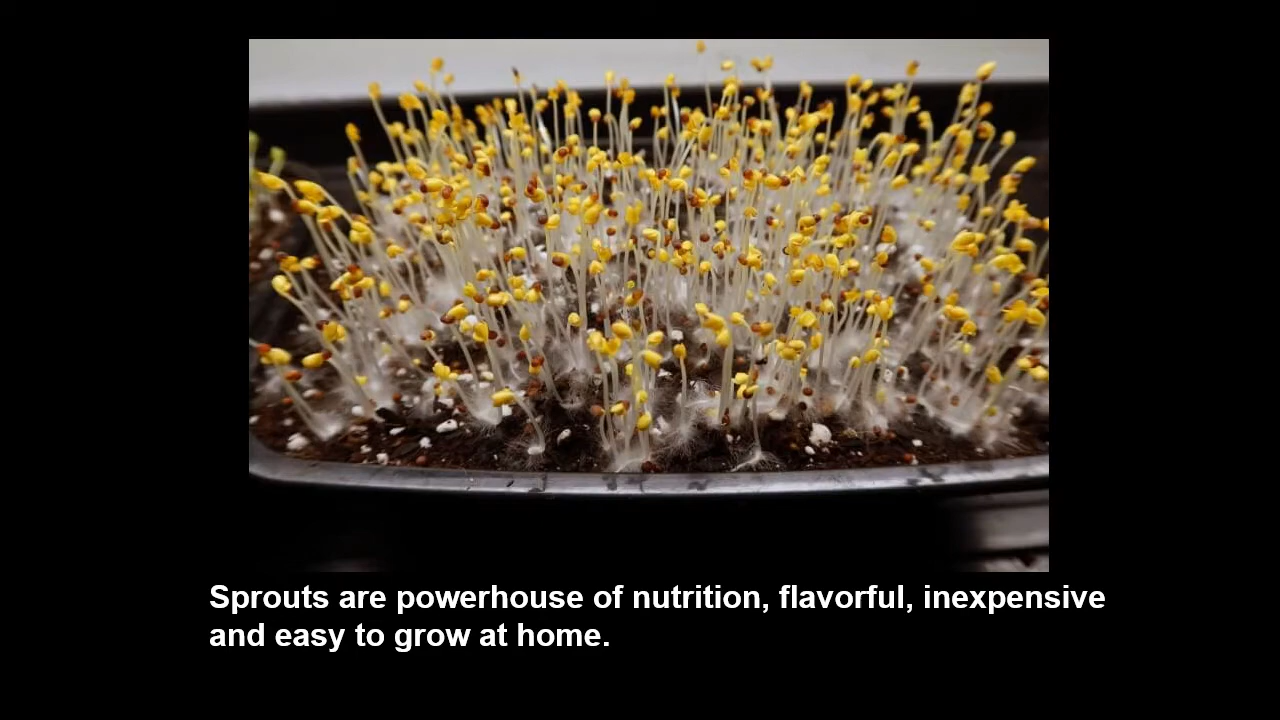 Sprouts are powerhouse of nutrition, flavorful, inexpensive
and easy to grow at home.